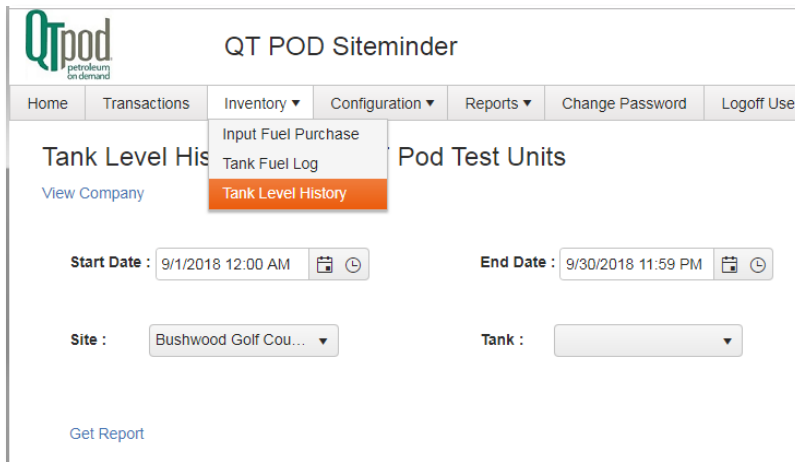 QTpod
petroleum
on demand
QT POD Siteminder
Home Transactions Inventory Configuration Reports Change Password Logoff Use
Input Fuel Purchase
Tank Fuel Log
Tank Level History
Tank Level His Pod Test Units
View Company
Start Date : 9/1/2018 12:00 AM End Date : 9/30/2018 11:59 PM
Site : Bushwood Golf Cou... Tank :
Get Report